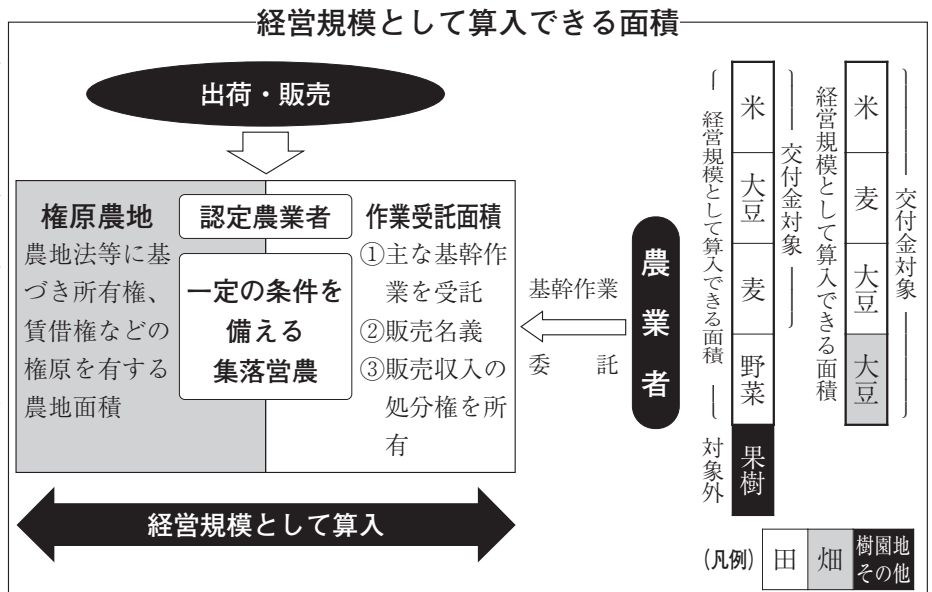 経営規模として算入できる面積
出荷・販売
権原農地
農地法等に基
づき所有権、
賃借権などの
権原を有する
農地面積
認定農業者
一定の条件を
備える
集落営農
作業受託面積
①主な基幹作
業を受託
②販売名義
③販売収入の
処分権を所
有
経営規模として算入
基幹作業
委託
農業者
経営規模として算入できる面積
対象外
米
大豆
麦
野菜
果樹
交付金対象
経営規模として算入できる面積
米
麦
大豆
大豆
交付金対象
(凡例)
田
畑
樹園地
その他